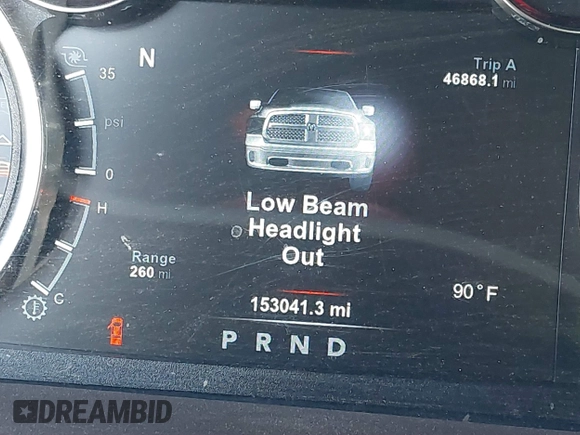 N
Trip A
46868.1 mi
35
psi
0
H
Low Beam
Headlight
Out
Range
260 mi
C
153041.3 mi
90°F
P R N D
DREAMBID